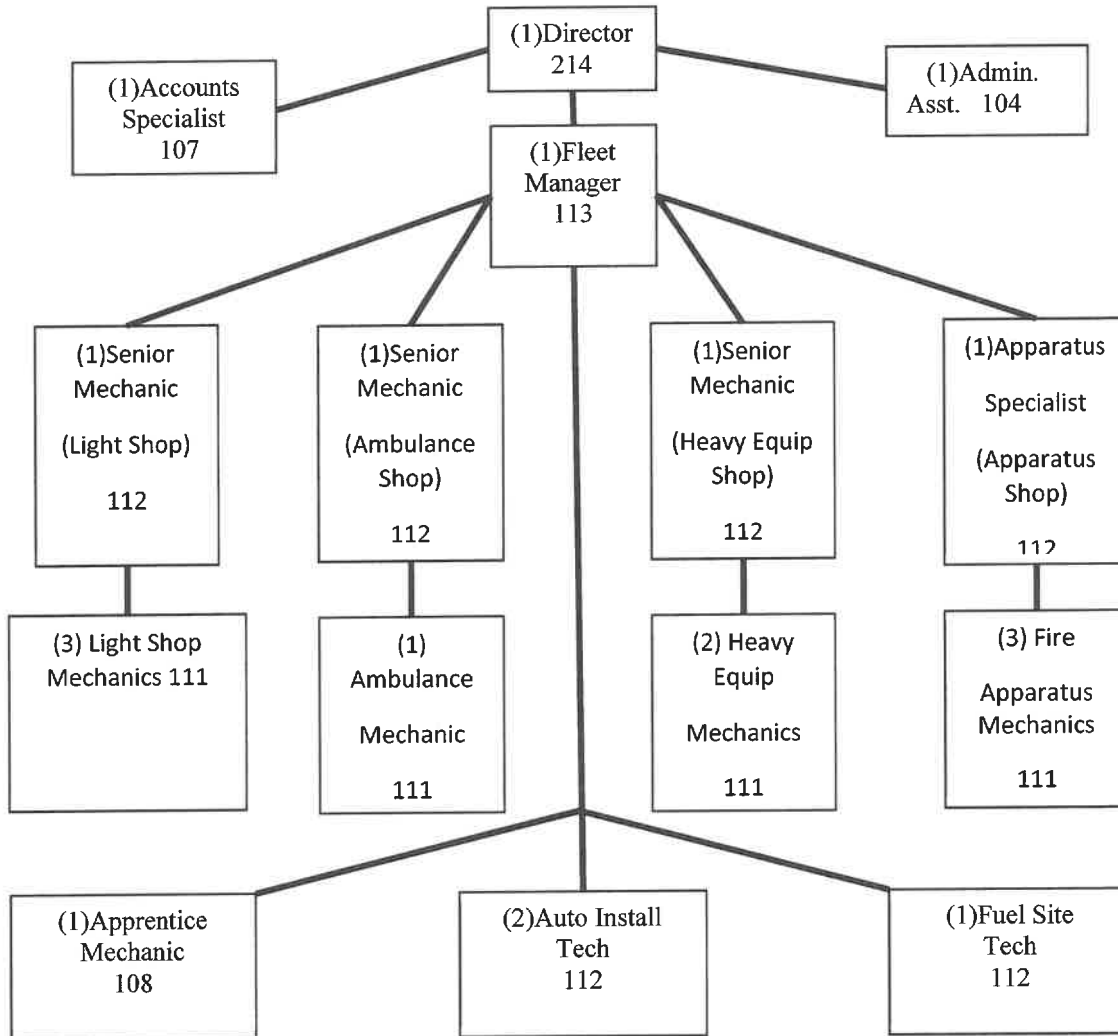 (1)Director
214
(1)Accounts
Specialist
107
(1)Admin.
Asst. 104
(1)Fleet
Manager
113
(1)Senior
Mechanic
(Light Shop)
112
(1)Senior
Mechanic
(Ambulance
Shop)
112
(1)Senior
Mechanic
(Heavy Equip
Shop)
112
(1)Apparatus
Specialist
(Apparatus
Shop)
112
(3) Light Shop
Mechanics 111
(1)
Ambulance
Mechanic
111
(2) Heavy
Equip
Mechanics
111
(3) Fire
Apparatus
Mechanics
111
(1)Apprentice
Mechanic
108
(2)Auto Install
Tech
112
(1)Fuel Site
Tech
112